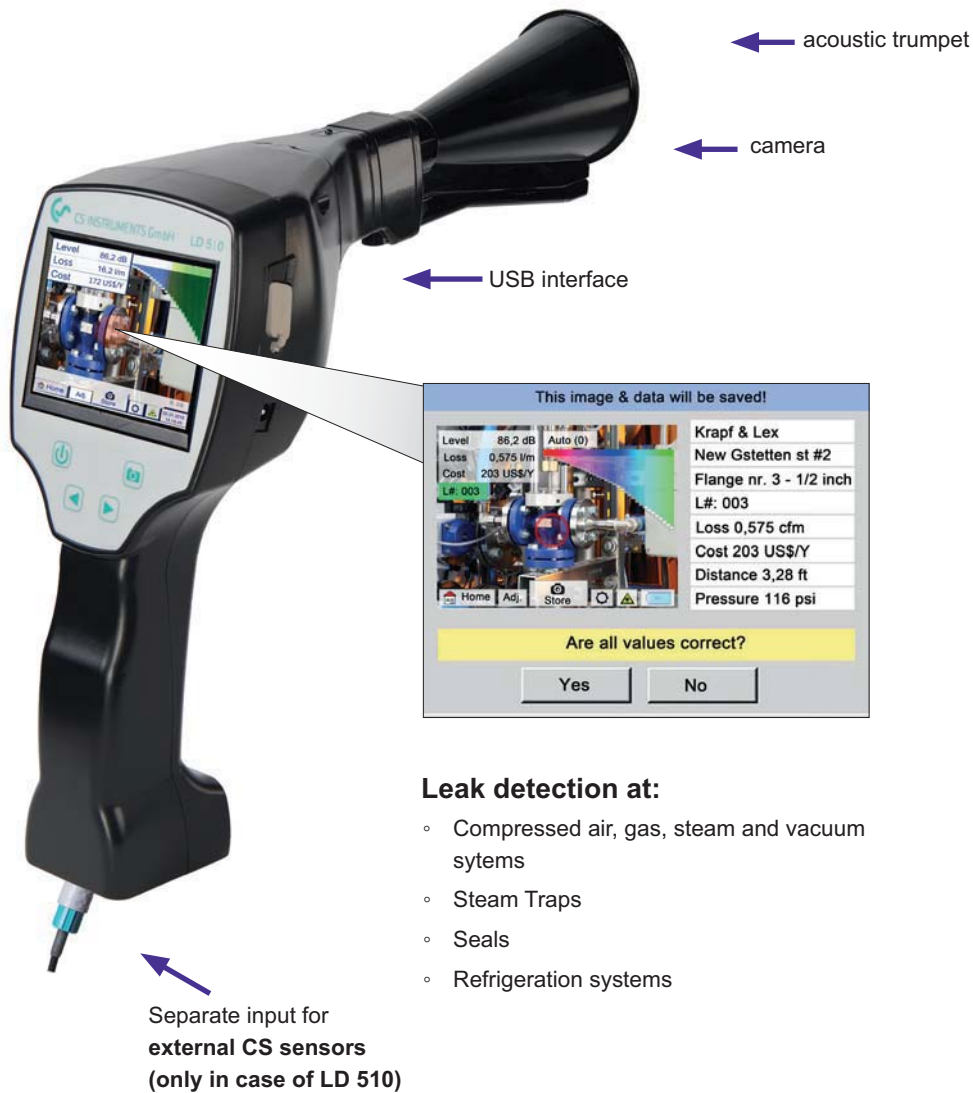 acoustic trumpet
camera
USB interface
CS INSTRUMENTS GmbH LD 510
Level 86,2 dB
Loss 16,2 l/m
Cost 172 US$/Y
Home Adj. Store
This image & data will be saved!
Level 86,2 dB Auto (0)
Loss 0,575 l/m
Cost 203 US$/Y
L#: 003
Home Adj. Store
Krapf & Lex
New Gstetten st #2
Flange nr. 3 - 1/2 inch
L#: 003
Loss 0,575 cfm
Cost 203 US$/Y
Distance 3,28 ft
Pressure 116 psi
Are all values correct?
Yes No
Leak detection at:
◦ Compressed air, gas, steam and vacuum
sytems
◦ Steam Traps
◦ Seals
◦ Refrigeration systems
Separate input for
external CS sensors
(only in case of LD 510)